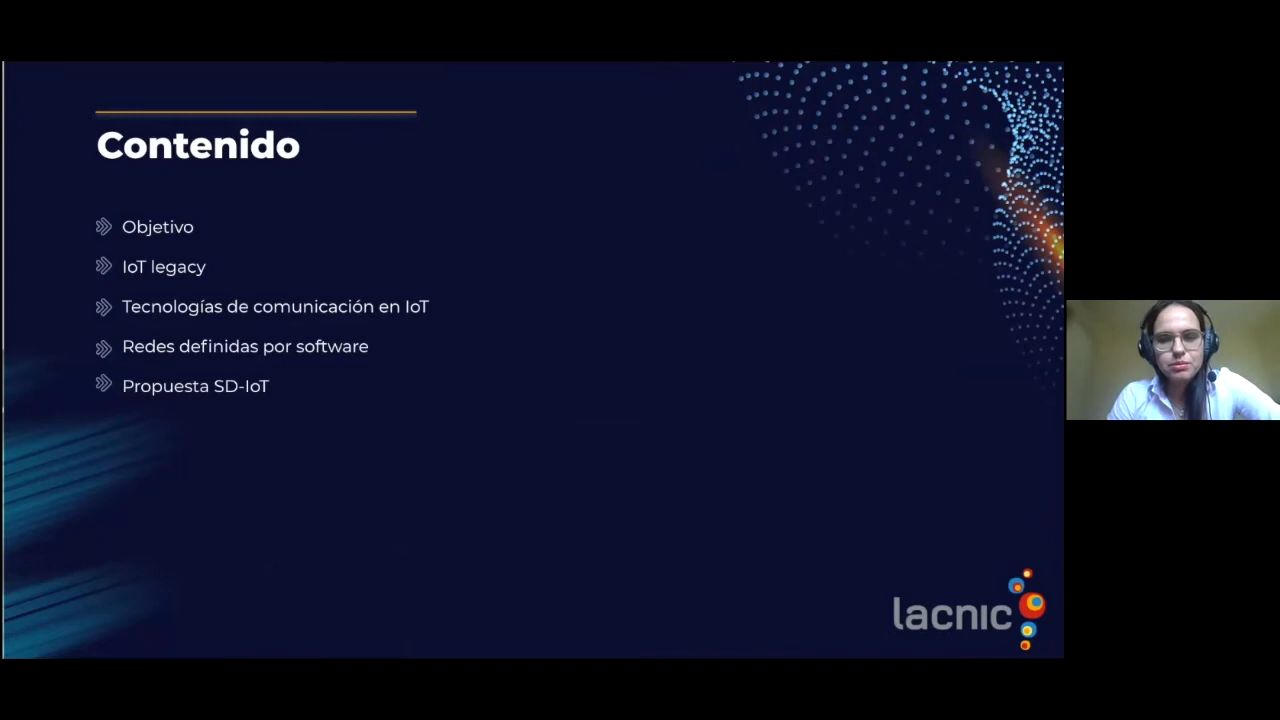 Contenido
Objetivo
IoT legacy
Tecnologías de comunicación en IoT
Redes definidas por software
Propuesta SD-IoT
lacnic